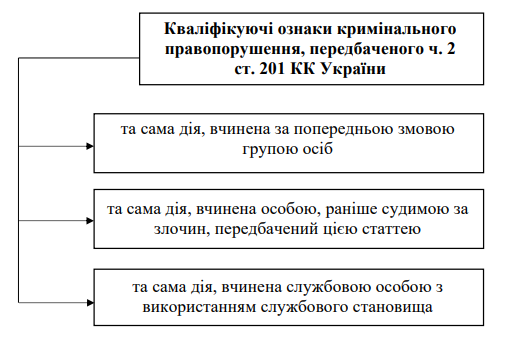 Кваліфікуючі ознаки кримінального
правопорушення, передбаченого ч. 2
ст. 201 КК України
та сама дія, вчинена за попередньою змовою
групою осіб
та сама дія, вчинена особою, раніше судимою за
злочин, передбачений цією статтею
та сама дія, вчинена службовою особою з
використанням службового становища